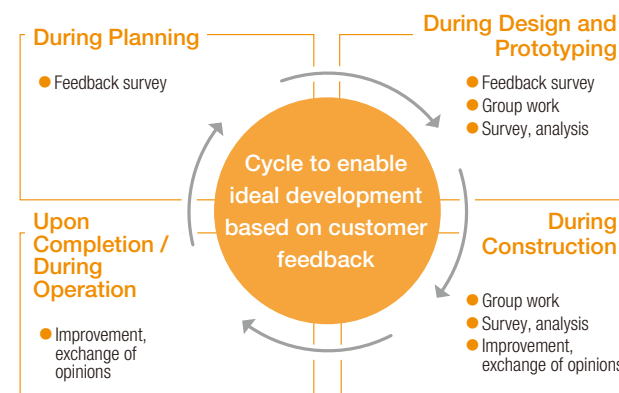 During Planning
● Feedback survey
During Design and
Prototyping
● Feedback survey
● Group work
● Survey, analysis
Cycle to enable
ideal development
based on customer
feedback
Upon
Completion /
During
Operation
● Improvement,
exchange of
opinions
During
Construction
● Group work
● Survey, analysis
● Improvement,
exchange of opinions